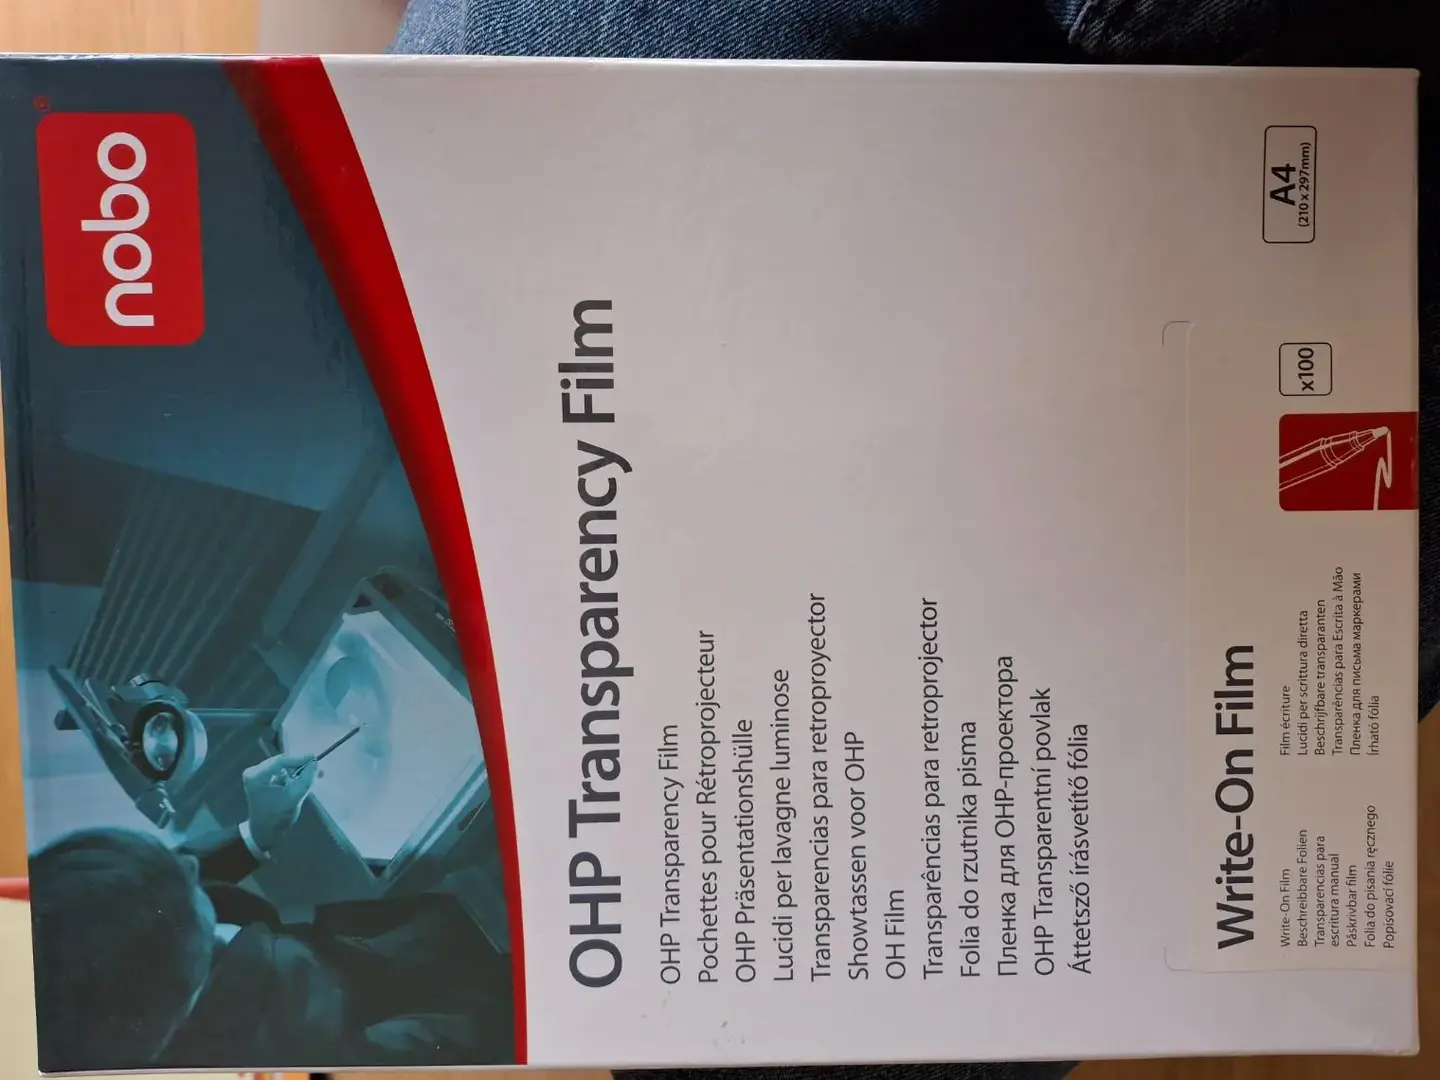 nobo
®
OHP Transparency Film
OHP Transparency Film
Pochettes pour Rétroprojecteur
OHP Präsentationshülle
Lucidi per lavagne luminose
Transparencias para retroproyector
Showtassen voor OHP
OH Film
Transparências para retroprojector
Folia do rzutnika pisma
Пленка для OHP-проектора
OHP Transparentní povlak
Áttetsző írásvetítő fólia
Write-On Film
Write-On Film
Beschreibbare Folien
Transparencias para
escritura manual
Påskrivbar film
Folia do pisania ręcznego
Popisovací fólie
Film écriture
Lucidi per scrittura diretta
Beschrijfbare transparanten
Transparências para Escrita à Mão
Пленка для письма маркерами
Írható fólia
x100
A4
(210 x 297mm)